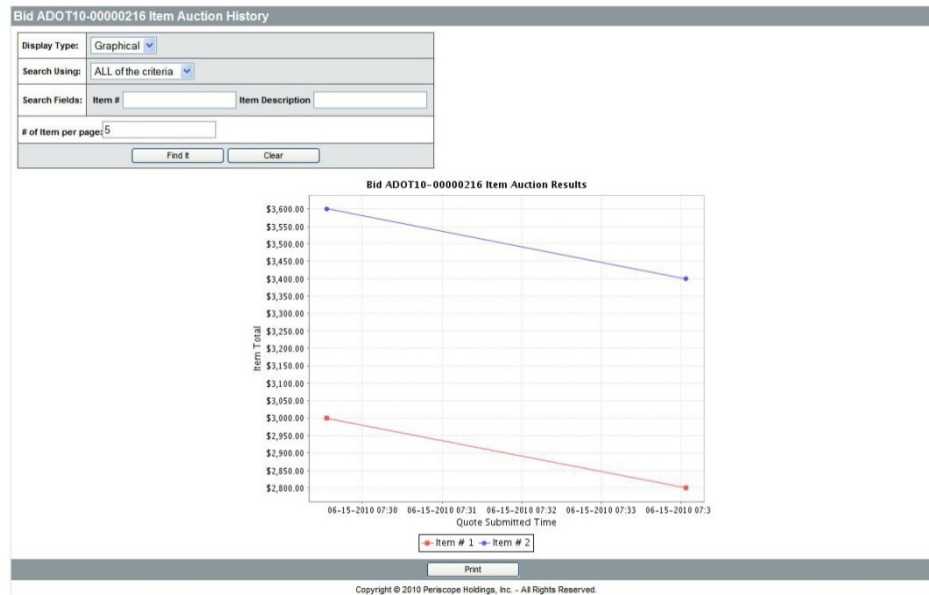 Bid ADOT10-00000216 Item Auction History
Display Type: Graphical
Search Using: ALL of the criteria
Search Fields: Item # Item Description
# of Item per page: 5
Find It Clear
Bid ADOT10-00000216 Item Auction Results
$3,600.00
$3,550.00
$3,500.00
$3,450.00
$3,400.00
$3,350.00
$3,300.00
$3,250.00
$3,200.00
$3,150.00
$3,100.00
$3,050.00
$3,000.00
$2,950.00
$2,900.00
$2,850.00
$2,800.00
Item Total
06-15-2010 07:30 06-15-2010 07:31 06-15-2010 07:32 06-15-2010 07:33 06-15-2010 07:3
Quote Submitted Time
Item # 1 Item # 2
Print
Copyright © 2010 Periscope Holdings, Inc. - All Rights Reserved.